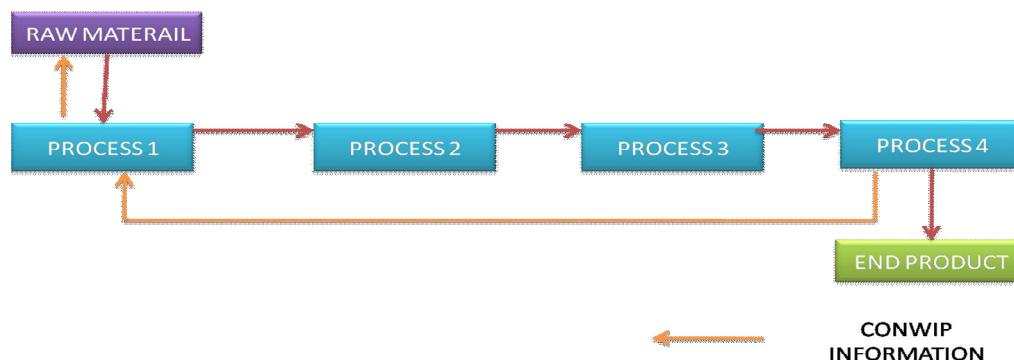 RAW MATERAIL
PROCESS 1
PROCESS 2
PROCESS 3
PROCESS 4
END PRODUCT
CONWIP
INFORMATION